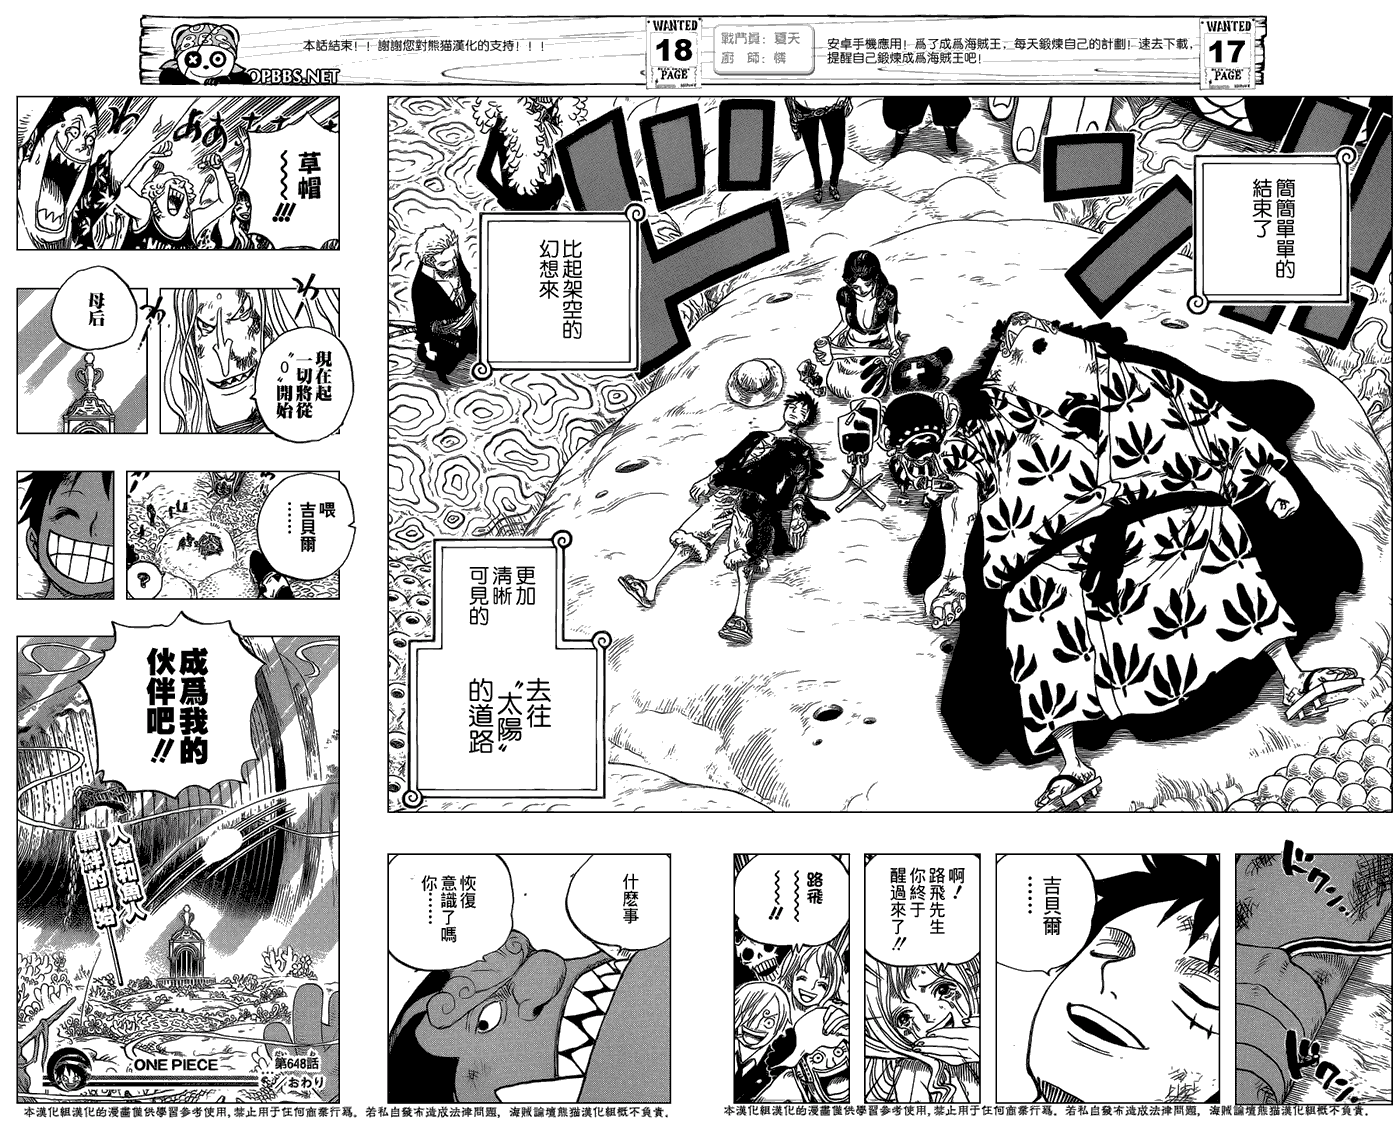 本話結束！！謝謝您對熊猫漢化的支持！！！
OPBBS.NET
WANTED
18
PAGE
戰鬥員：夏天
廚　師：憐
安卓手機應用！爲了成爲海賊王，每天鍛煉自己的計劃！速去下載，
提醒自己鍛煉成爲海賊王吧！
WANTED
17
PAGE
簡簡單單的
結束了
比起架空的
幻想來
更加
清晰
可見的
去往
〝太陽〞
的道路
ドクン‥
ドクン‥
吉貝爾
……
啊！
路飛先生
你終于
醒過來了!!
路飛
〜〜〜〜!!
什麽事
恢復
意識了嗎
你……
わ
ああ
草帽
〜〜〜!!!
わ
現在起
一切將從
〝0〞開始
母后
喂
吉貝爾
……
?
成爲我的
伙伴吧!!
人類和魚人
羈絆的開始
ONE PIECE
第648話
おわり
本漢化組漢化的漫畫僅供學習參考使用,禁止用于任何商業行爲。若私自發布造成法律問題，海賊論壇熊猫漢化組概不負責。
本漢化組漢化的漫畫僅供學習參考使用,禁止用于任何商業行爲。若私自發布造成法律問題，海賊論壇熊猫漢化組概不負責。